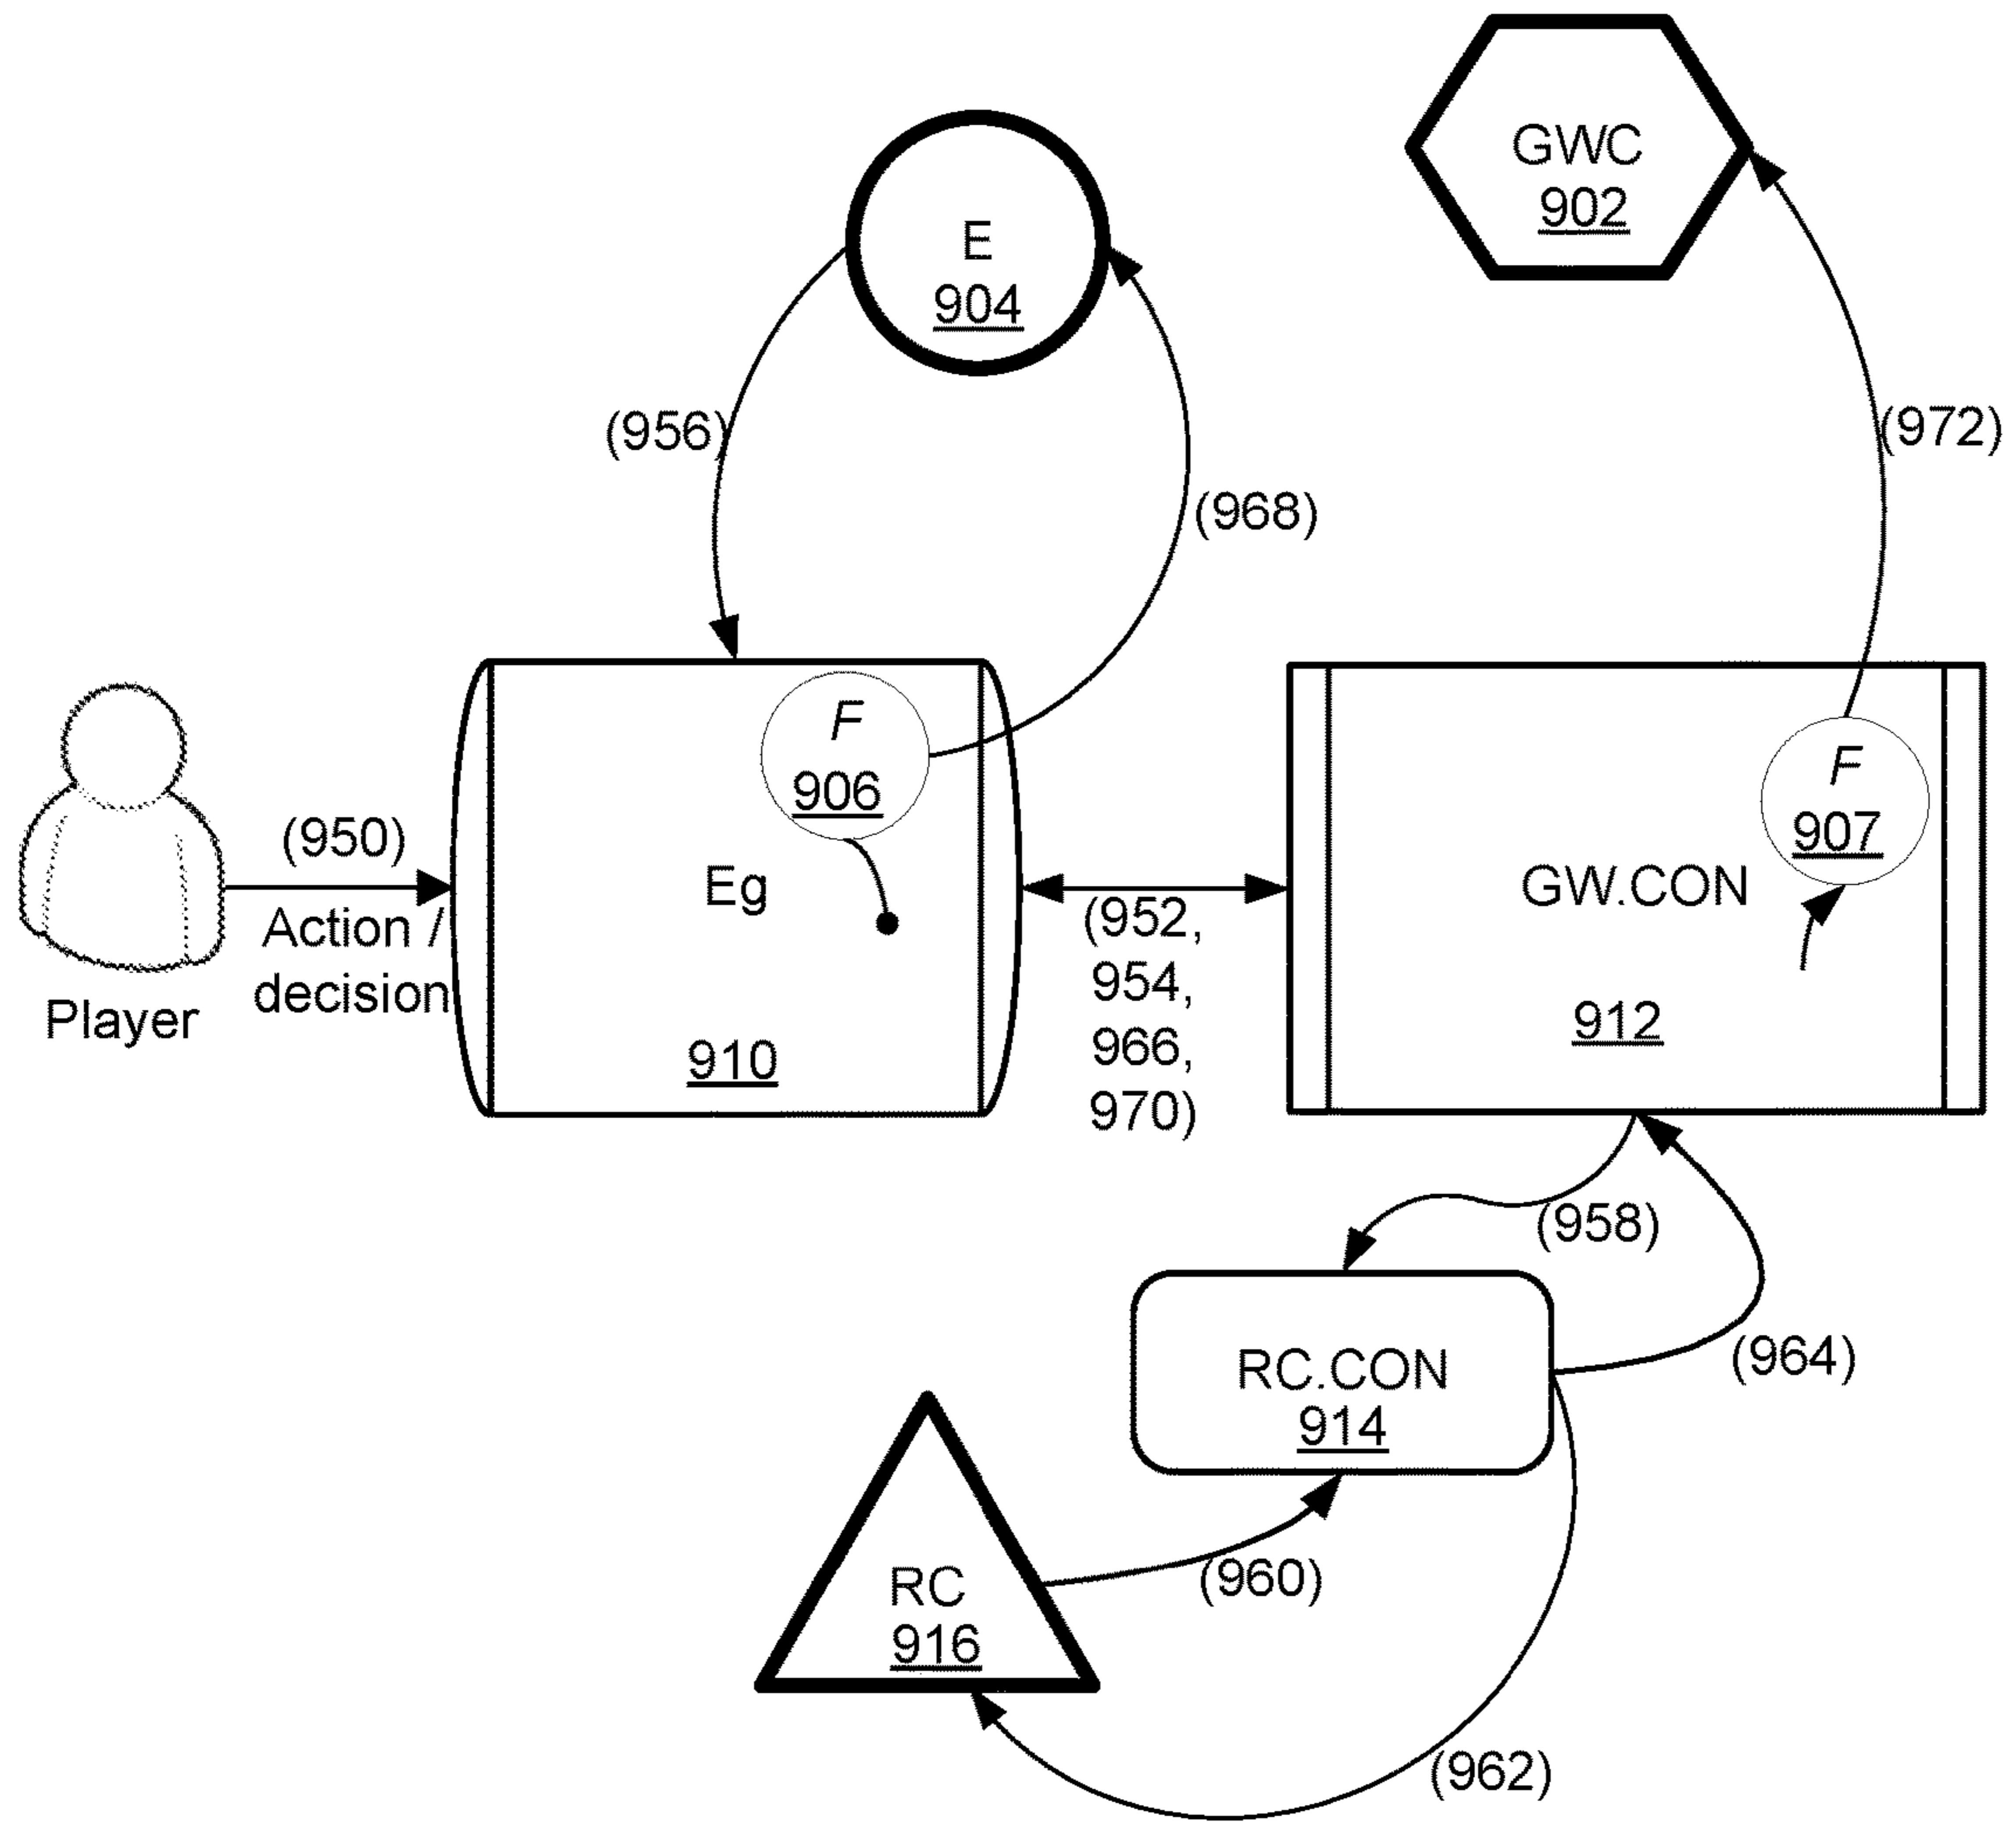 GWC
902
E
904
(956)
(972)
(968)
F
906
F
907
(950)
Action /
decision
Player
Eg
910
(952,
954,
966,
970)
GW.CON
912
(958)
RC.CON
914
(964)
RC
916
(960)
(962)